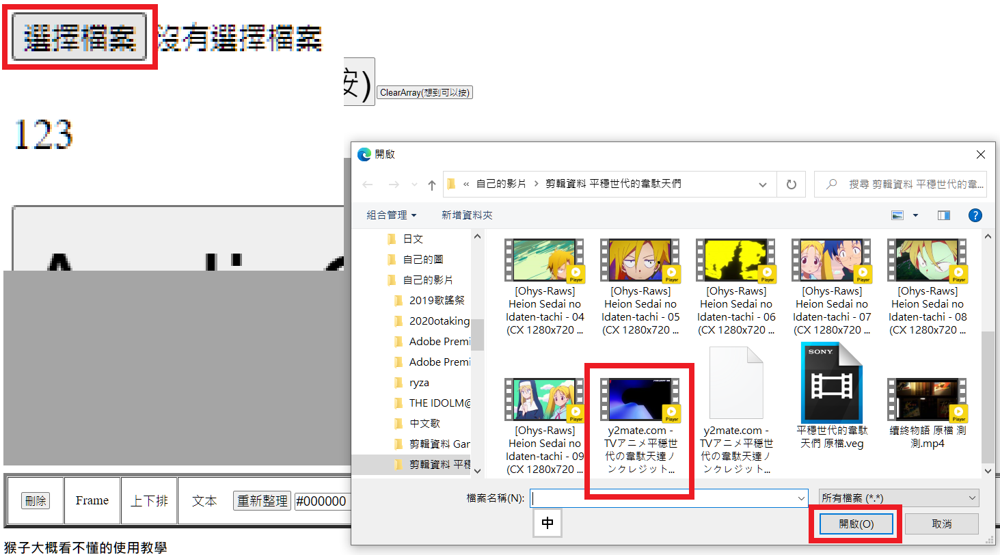 選擇檔案 沒有選擇檔案
安)
ClearArray(想到可以按)
123
開啟
« 自己的影片 › 剪輯資料 平穩世代的韋駄天們
搜尋 剪輯資料 平穩世代的韋...
組合管理
新增資料夾
日文
自己的圖
自己的影片
2019歌謠祭
2020otaking
Adobe Premi
Adobe Premi
ryza
THE IDOLM@
中文歌
剪輯資料 Gar
剪輯資料 平穩
[Ohys-Raws]
Heion Sedai no
Idaten-tachi - 04
(CX 1280x720 ...
[Ohys-Raws]
Heion Sedai no
Idaten-tachi - 05
(CX 1280x720 ...
[Ohys-Raws]
Heion Sedai no
Idaten-tachi - 06
(CX 1280x720 ...
[Ohys-Raws]
Heion Sedai no
Idaten-tachi - 07
(CX 1280x720 ...
[Ohys-Raws]
Heion Sedai no
Idaten-tachi - 08
(CX 1280x720 ...
[Ohys-Raws]
Heion Sedai no
Idaten-tachi - 09
(CX 1280x720 ...
y2mate.com -
TVアニメ平穏世
代の韋駄天達ノ
ンクレジット...
y2mate.com -
TVアニメ平穏世
代の韋駄天達ノ
ンクレジット...
SONY
平穩世代的韋駄
天們 原檔.veg
續終物語 原檔 測
測.mp4
Player
Player
Player
Player
Player
Player
Player
Player
檔案名稱(N):
所有檔案 (*.*)
中
開啟(O)
取消
刪除
Frame
上下排
文本
重新整理
#000000
猴子大概看不懂的使用教學